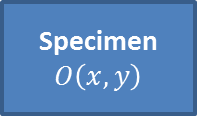 Specimen
O(x, y)